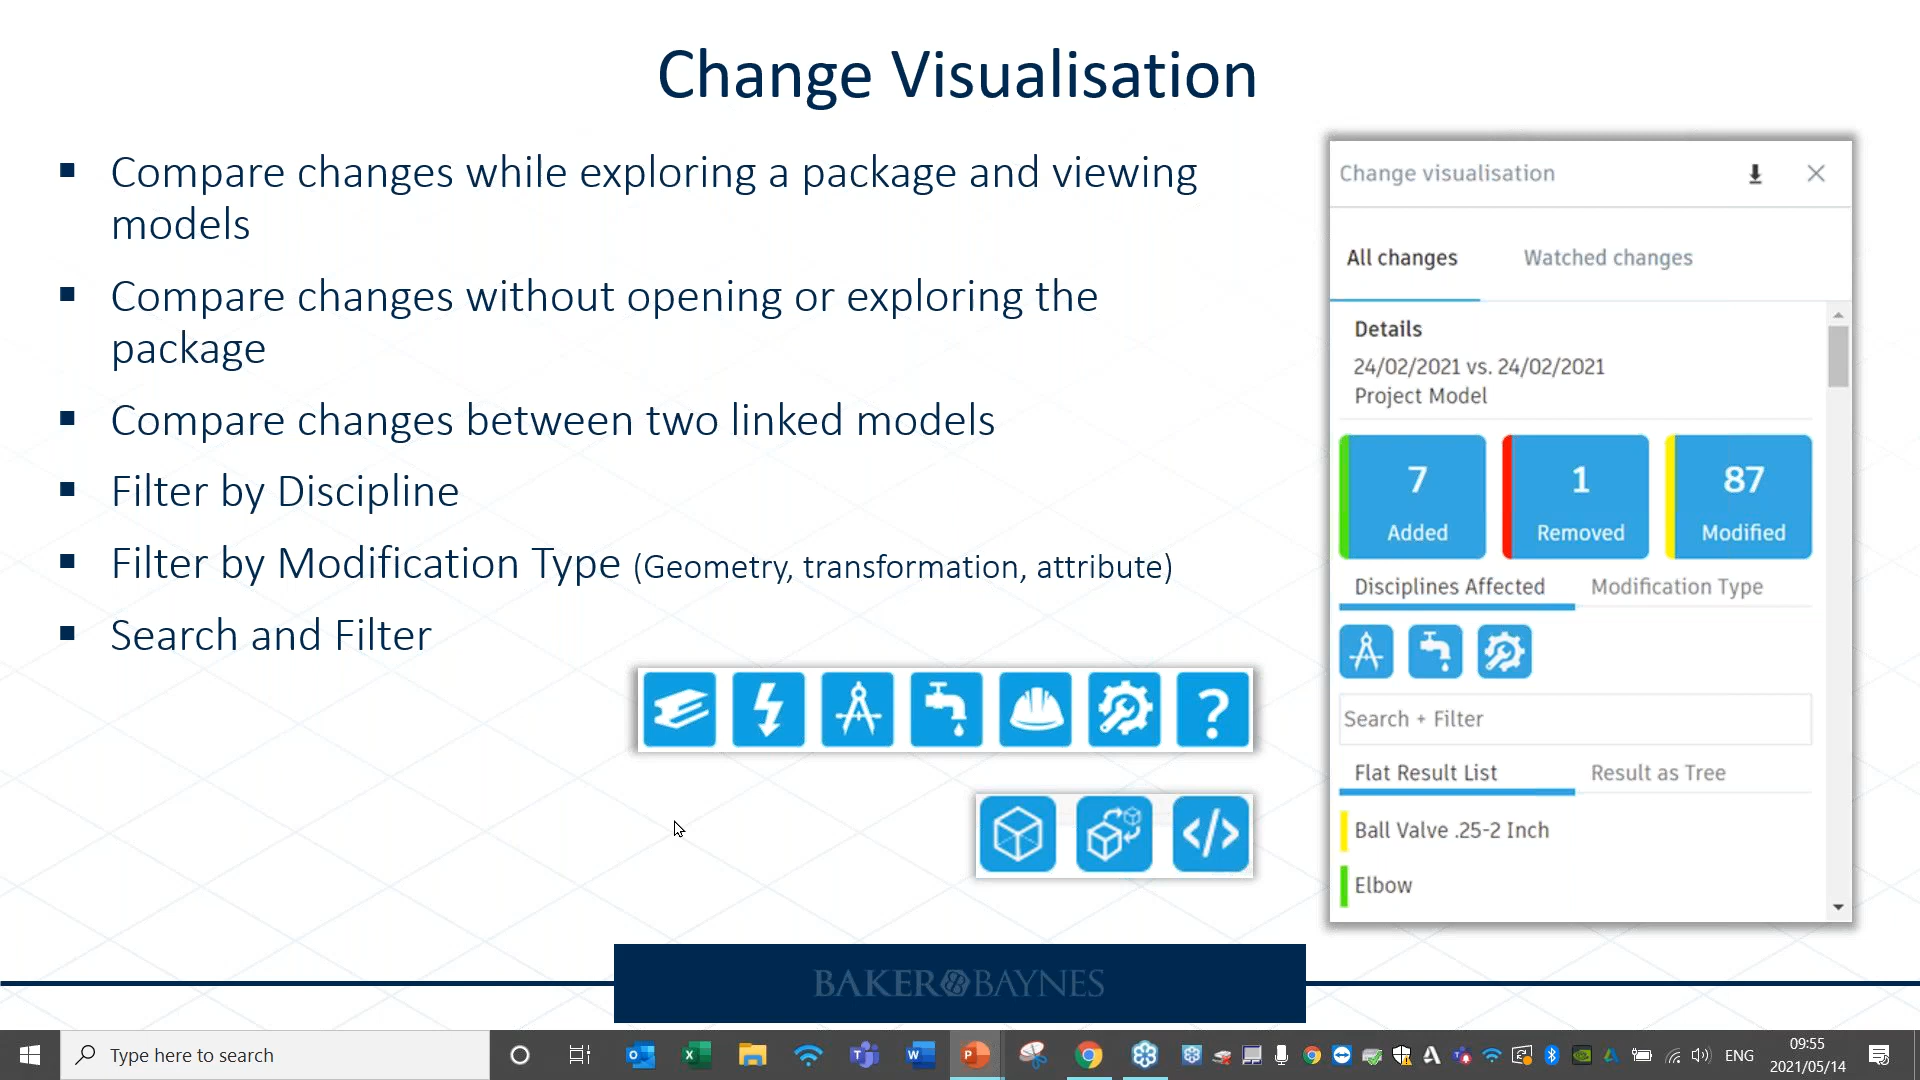 Change Visualisation
▪ Compare changes while exploring a package and viewing
models
▪ Compare changes without opening or exploring the
package
▪ Compare changes between two linked models
▪ Filter by Discipline
▪ Filter by Modification Type (Geometry, transformation, attribute)
▪ Search and Filter
?
</>
Change visualisation
All changes Watched changes
Details
24/02/2021 vs. 24/02/2021
Project Model
7 1 87
Added Removed Modified
Disciplines Affected Modification Type
Search + Filter
Flat Result List Result as Tree
Ball Valve .25-2 Inch
Elbow
BAKER BAYNES
Type here to search
ENG
09:55
2021/05/14